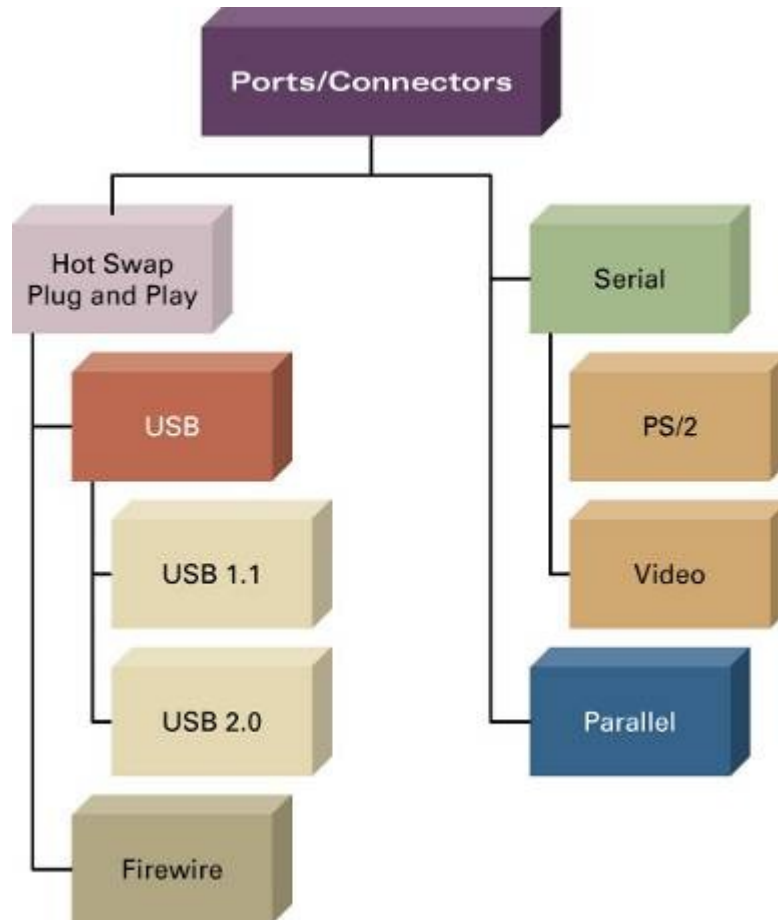 Ports/Connectors
Hot Swap
Plug and Play
USB
USB 1.1
USB 2.0
Firewire
Serial
PS/2
Video
Parallel